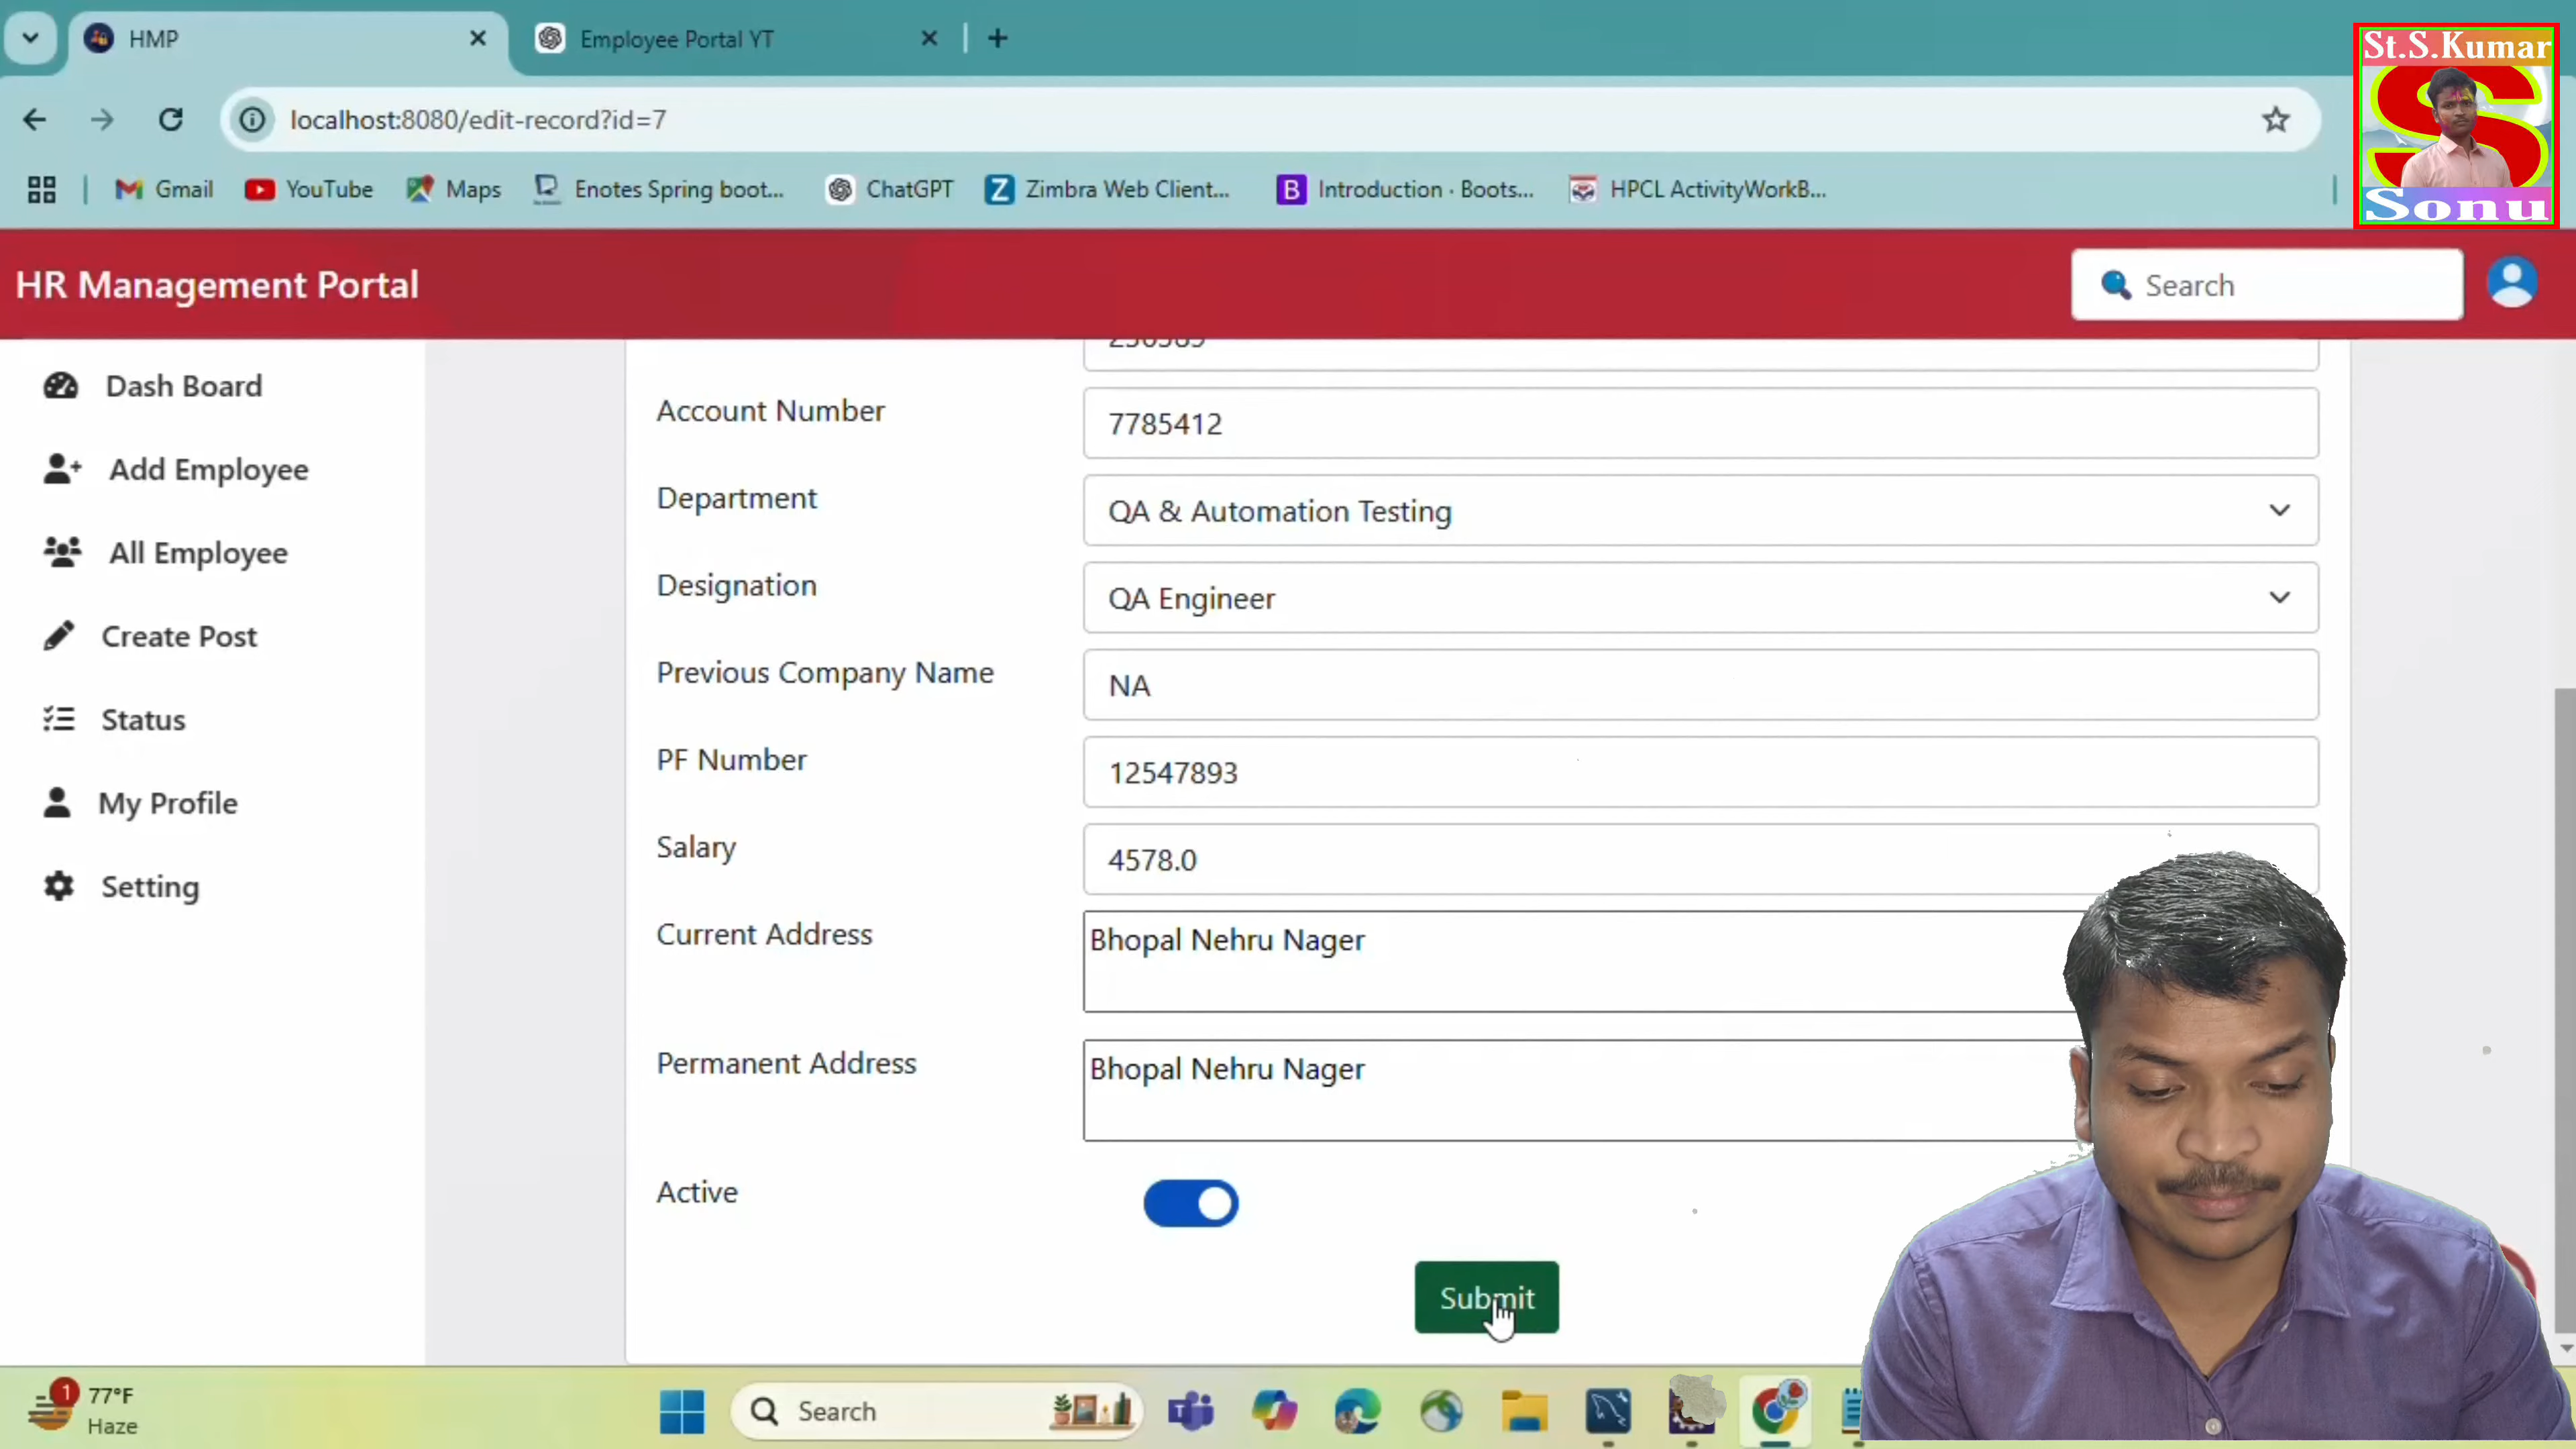 HMP
Employee Portal YT
St.S.Kumar
localhost:8080/edit-record?id=7
Gmail
YouTube
Maps
Enotes Spring boot...
ChatGPT
Zimbra Web Client...
B
Introduction · Boots...
HPCL ActivityWorkB...
Sonu
HR Management Portal
Search
Dash Board
Add Employee
All Employee
Create Post
Status
My Profile
Setting
Account Number
7785412
Department
QA & Automation Testing
Designation
QA Engineer
Previous Company Name
NA
PF Number
12547893
Salary
4578.0
Current Address
Bhopal Nehru Nager
Permanent Address
Bhopal Nehru Nager
Active
Submit
1
77°F
Haze
Search